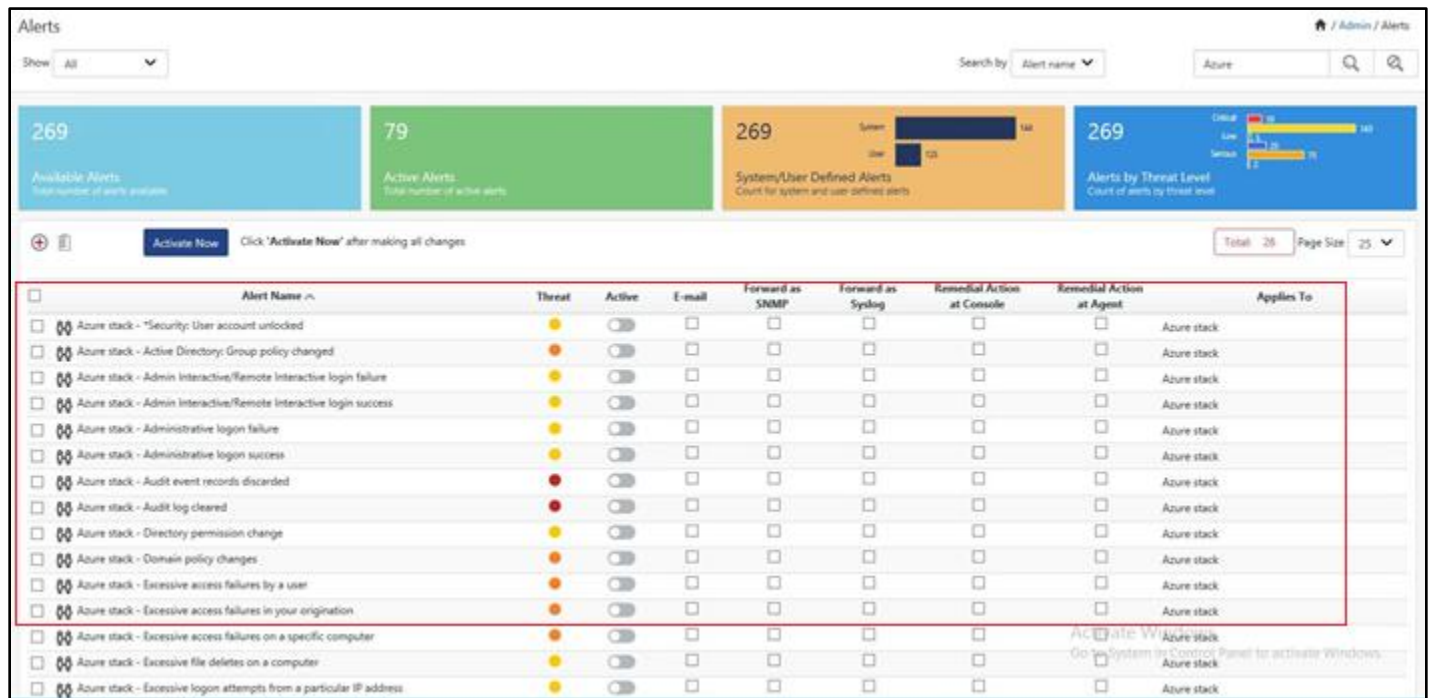 Alerts
/ Admin / Alerts
Show All
Search by Alert name
Azure
269
Available Alerts
Total number of alerts available
79
Active Alerts
Total number of active alerts
269
System
User
125
System/User Defined Alerts
Count for system and user defined alerts
269
Critical
Low
Serious
Alerts by Threat Level
Count of alerts by threat level
Activate Now Click 'Activate Now' after making all changes
Total: 28 Page Size 25
Alert Name Threat Active E-mail Forward as SNMP Forward as Syslog Remedial Action at Console Remedial Action at Agent Applies To
Azure stack - *Security: User account unlocked Azure stack
Azure stack - Active Directory: Group policy changed Azure stack
Azure stack - Admin Interactive/Remote Interactive login failure Azure stack
Azure stack - Admin Interactive/Remote Interactive login success Azure stack
Azure stack - Administrative logon failure Azure stack
Azure stack - Administrative logon success Azure stack
Azure stack - Audit event records discarded Azure stack
Azure stack - Audit log cleared Azure stack
Azure stack - Directory permission change Azure stack
Azure stack - Domain policy changes Azure stack
Azure stack - Excessive access failures by a user Azure stack
Azure stack - Excessive access failures in your origination Azure stack
Azure stack - Excessive access failures on a specific computer Azure stack
Activate Windows
Azure stack - Excessive file deletes on a computer Azure stack
Go to System in Control Panel to activate Windows.
Azure stack - Excessive logon attempts from a particular IP address Azure stack